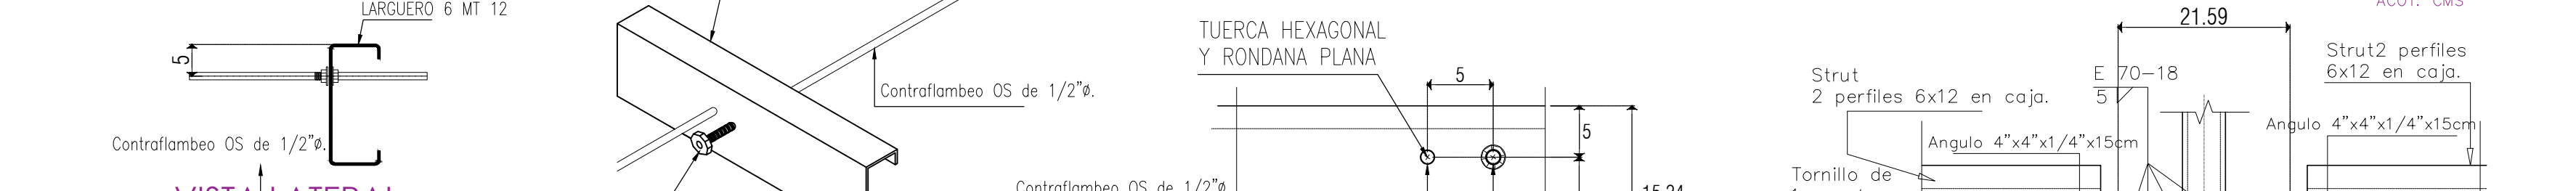 LARGUERO 6 MT 12
5
Contraflambeo OS de 1/2"ø.
VISTA LATERAL
Contraflambeo OS de 1/2"ø.
TUERCA HEXAGONAL
Y RONDANA PLANA
5
5
Contraflambeo OS de 1/2"ø
15.24
ACOT. CMS
21.59
Strut
2 perfiles 6x12 en caja.
E 70-18
5
Strut2 perfiles
6x12 en caja.
Angulo 4"x4"x1/4"x15cm
Angulo 4"x4"x1/4"x15cm
Tornillo de